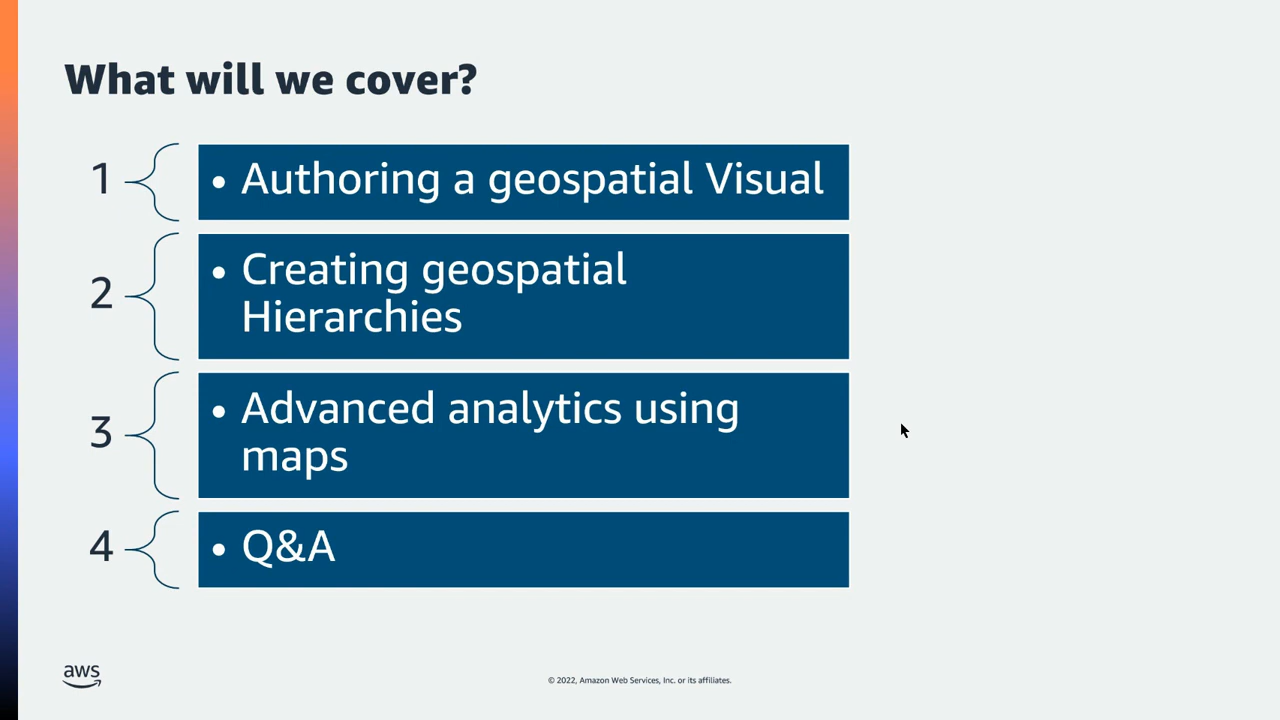 What will we cover?
1
• Authoring a geospatial Visual
2
• Creating geospatial
Hierarchies
3
• Advanced analytics using
maps
4
• Q&A
aws
© 2022, Amazon Web Services, Inc. or its affiliates.